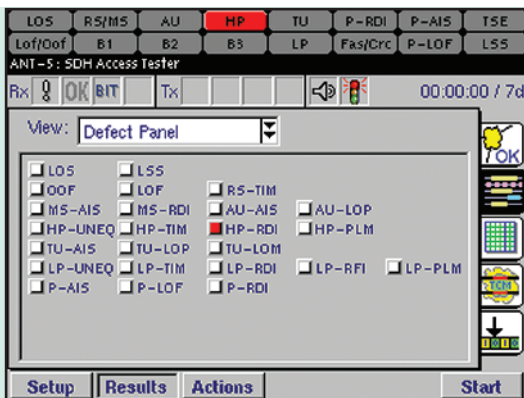 LOS RS/MS AU HP TU P-RDI P-AIS TSE
Lof/Oof B1 B2 B3 LP Fas/Crc P-LOF LSS
ANT-5 : SDH Access Tester
Rx OK BIT Tx 00:00:00 / 7d
View: Defect Panel
OK
LOS LSS
OOF LOF RS-TIM
MS-AIS MS-RDI AU-AIS AU-LOP
HP-UNEQ HP-TIM HP-RDI HP-PLM
TU-AIS TU-LOP TU-LOM
LP-UNEQ LP-TIM LP-RDI LP-RFI LP-PLM
P-AIS P-LOF P-RDI
TCM
Setup Results Actions Start